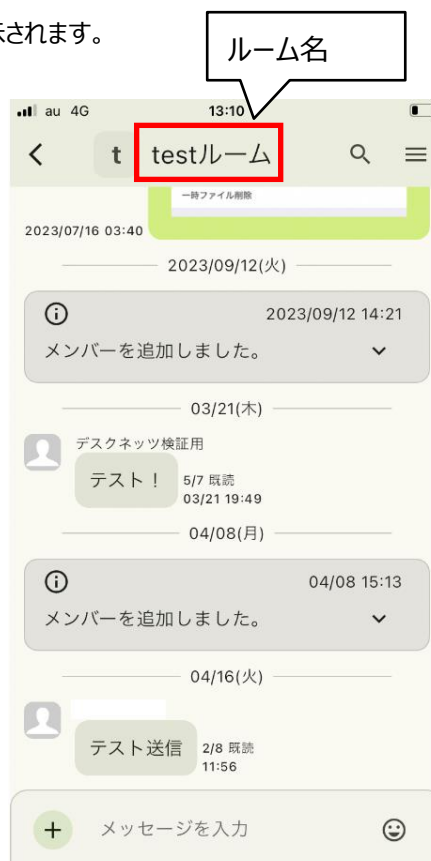 示されます。
ルーム名
au 4G 13:10
t testルーム
一時ファイル削除
2023/07/16 03:40
2023/09/12(火)
2023/09/12 14:21
メンバーを追加しました。
03/21(木)
デスクネッツ検証用
テスト！ 5/7 既読
03/21 19:49
04/08(月)
04/08 15:13
メンバーを追加しました。
04/16(火)
テスト送信 2/8 既読
11:56
メッセージを入力